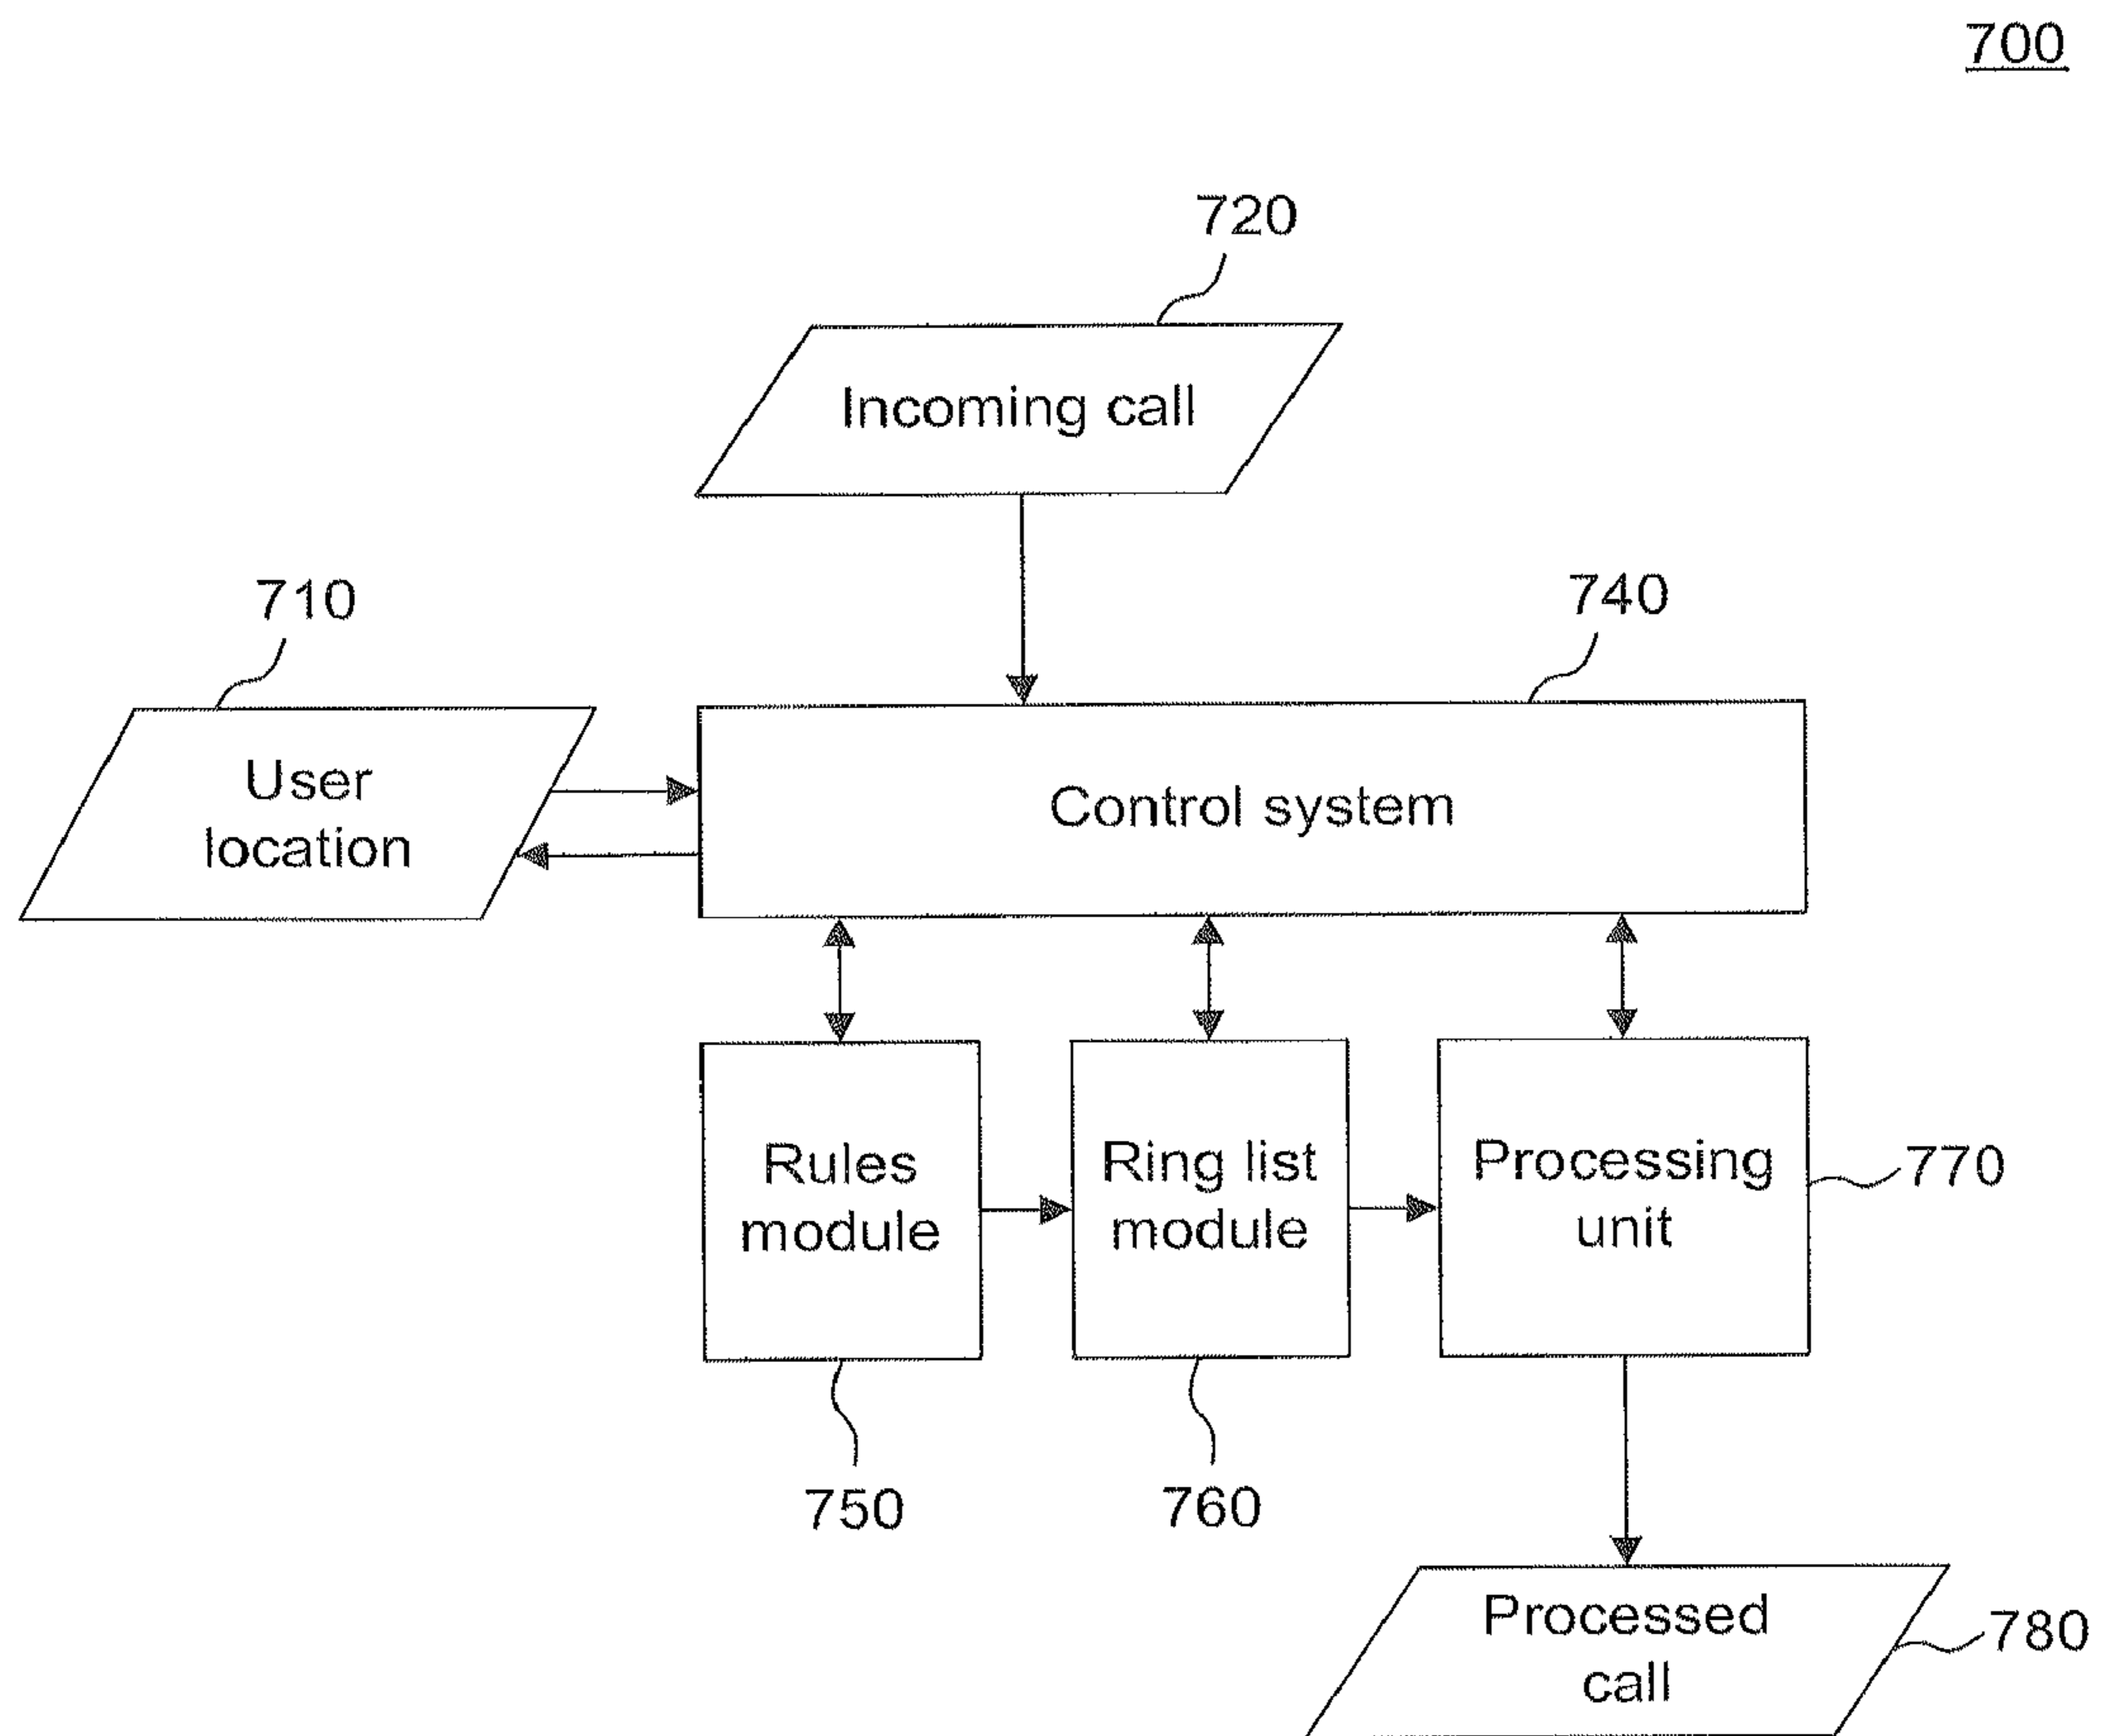 700
720
Incoming call
710
740
User
location
Control system
Rules
module
Ring list
module
Processing
unit
770
750
760
Processed
call
780